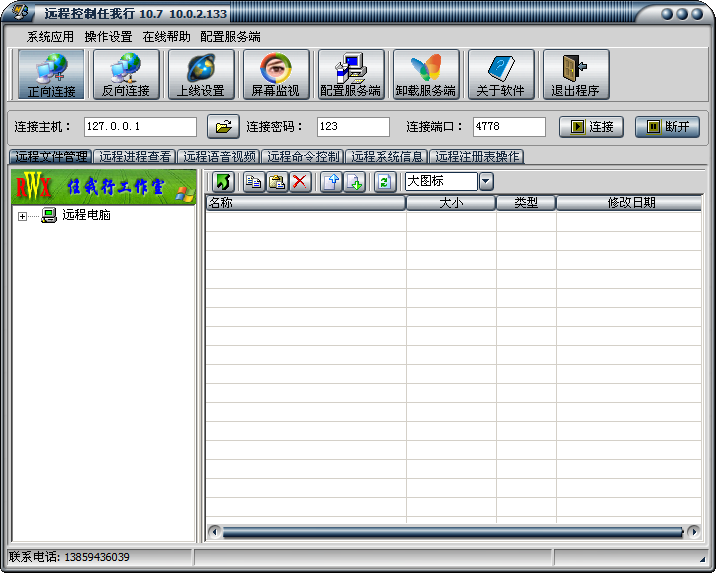 远程控制任我行 10.7 10.0.2.133
系统应用 操作设置 在线帮助 配置服务端
正向连接 反向连接 上线设置 屏幕监视 配置服务端 卸载服务端 关于软件 退出程序
连接主机： 127.0.0.1 连接密码： 123 连接端口： 4778 连接 断开
远程文件管理 远程进程查看 远程语音视频 远程命令控制 远程系统信息 远程注册表操作
RWX 任我行工作室 大图标
名称 大小 类型 修改日期
远程电脑
联系电话: 13859436039